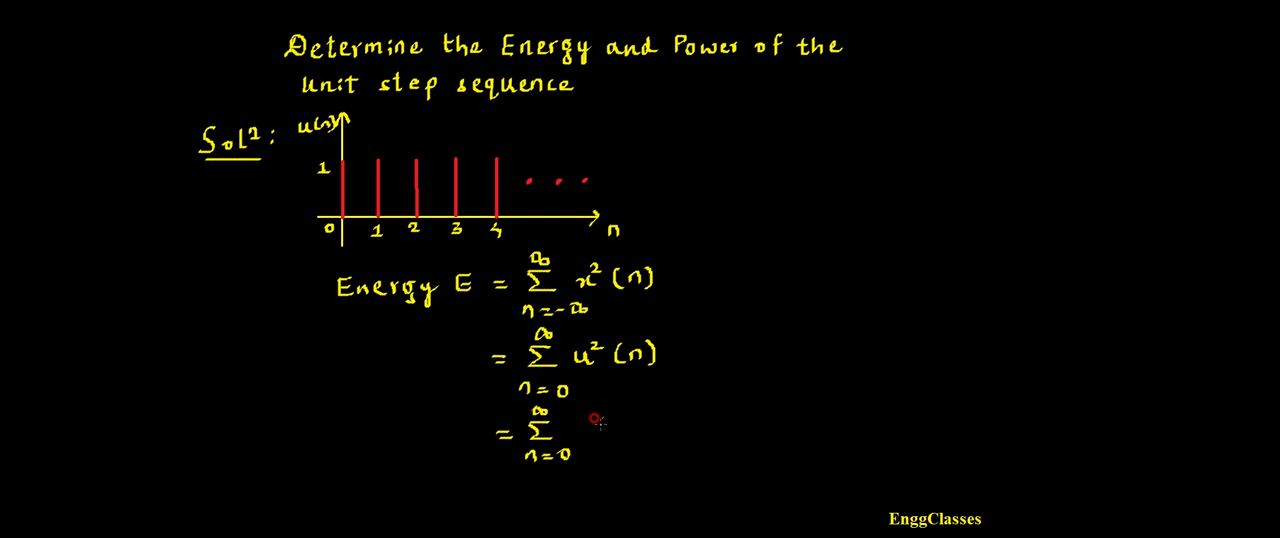 Determine the Energy and Power of the
unit step sequence
Solⁿ:
u(n)
1
0 1 2 3 4 n
Energy E = ∞ Σ n=-∞ x²(n)
= ∞ Σ n=0 u²(n)
= ∞ Σ n=0
EnggClasses